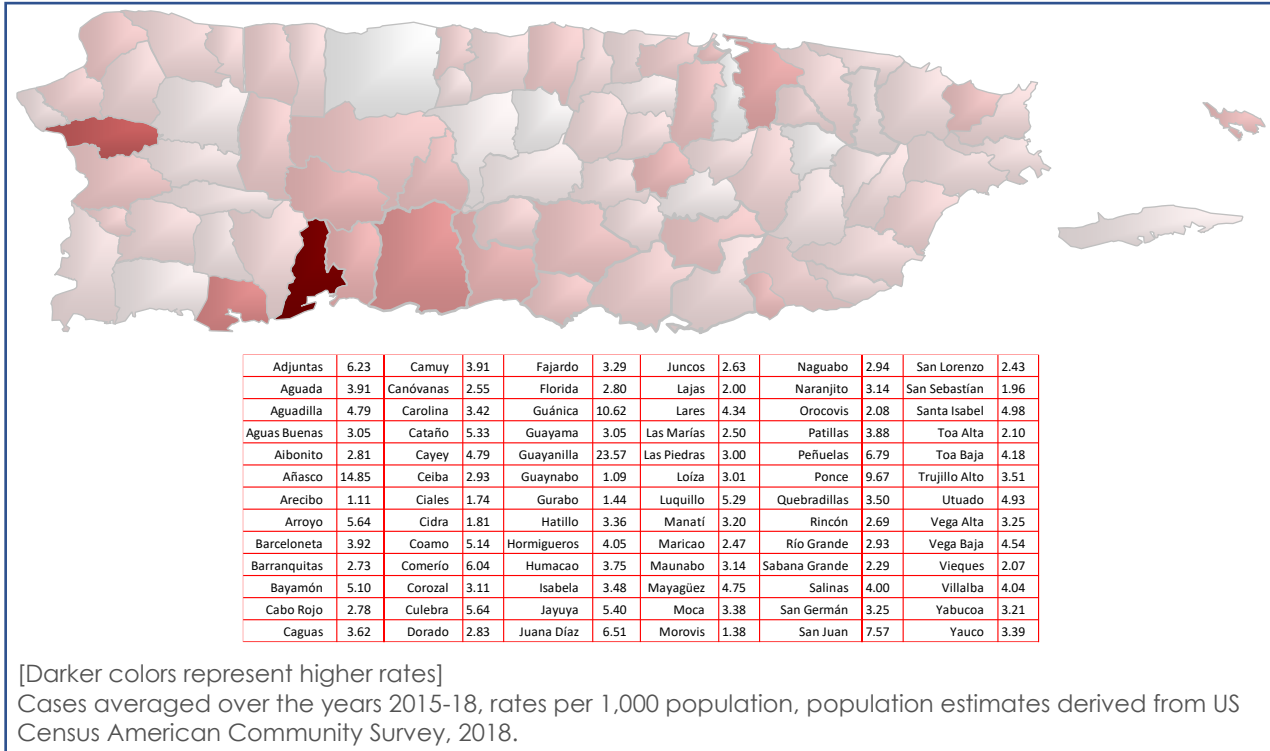 Adjuntas 6.23 Camuy 3.91 Fajardo 3.29 Juncos 2.63 Naguabo 2.94 San Lorenzo 2.43
Aguada 3.91 Canóvanas 2.55 Florida 2.80 Lajas 2.00 Naranjito 3.14 San Sebastían 1.96
Aguadilla 4.79 Carolina 3.42 Guánica 10.62 Lares 4.34 Orocovis 2.08 Santa Isabel 4.98
Aguas Buenas 3.05 Cataño 5.33 Guayama 3.05 Las Marías 2.50 Patillas 3.88 Toa Alta 2.10
Aibonito 2.81 Cayey 4.79 Guayanilla 23.57 Las Piedras 3.00 Peñuelas 6.79 Toa Baja 4.18
Añasco 14.85 Ceiba 2.93 Guaynabo 1.09 Loíza 3.01 Ponce 9.67 Trujillo Alto 3.51
Arecibo 1.11 Ciales 1.74 Gurabo 1.44 Luquillo 5.29 Quebradillas 3.50 Utuado 4.93
Arroyo 5.64 Cidra 1.81 Hatillo 3.36 Manatí 3.20 Rincón 2.69 Vega Alta 3.25
Barceloneta 3.92 Coamo 5.14 Hormigueros 4.05 Maricao 2.47 Río Grande 2.93 Vega Baja 4.54
Barranquitas 2.73 Comerío 6.04 Humacao 3.75 Maunabo 3.14 Sabana Grande 2.29 Vieques 2.07
Bayamón 5.10 Corozal 3.11 Isabela 3.48 Mayagüez 4.75 Salinas 4.00 Villalba 4.04
Cabo Rojo 2.78 Culebra 5.64 Jayuya 5.40 Moca 3.38 San Germán 3.25 Yabucoa 3.21
Caguas 3.62 Dorado 2.83 Juana Díaz 6.51 Morovis 1.38 San Juan 7.57 Yauco 3.39
[Darker colors represent higher rates]
Cases averaged over the years 2015-18, rates per 1,000 population, population estimates derived from US
Census American Community Survey, 2018.